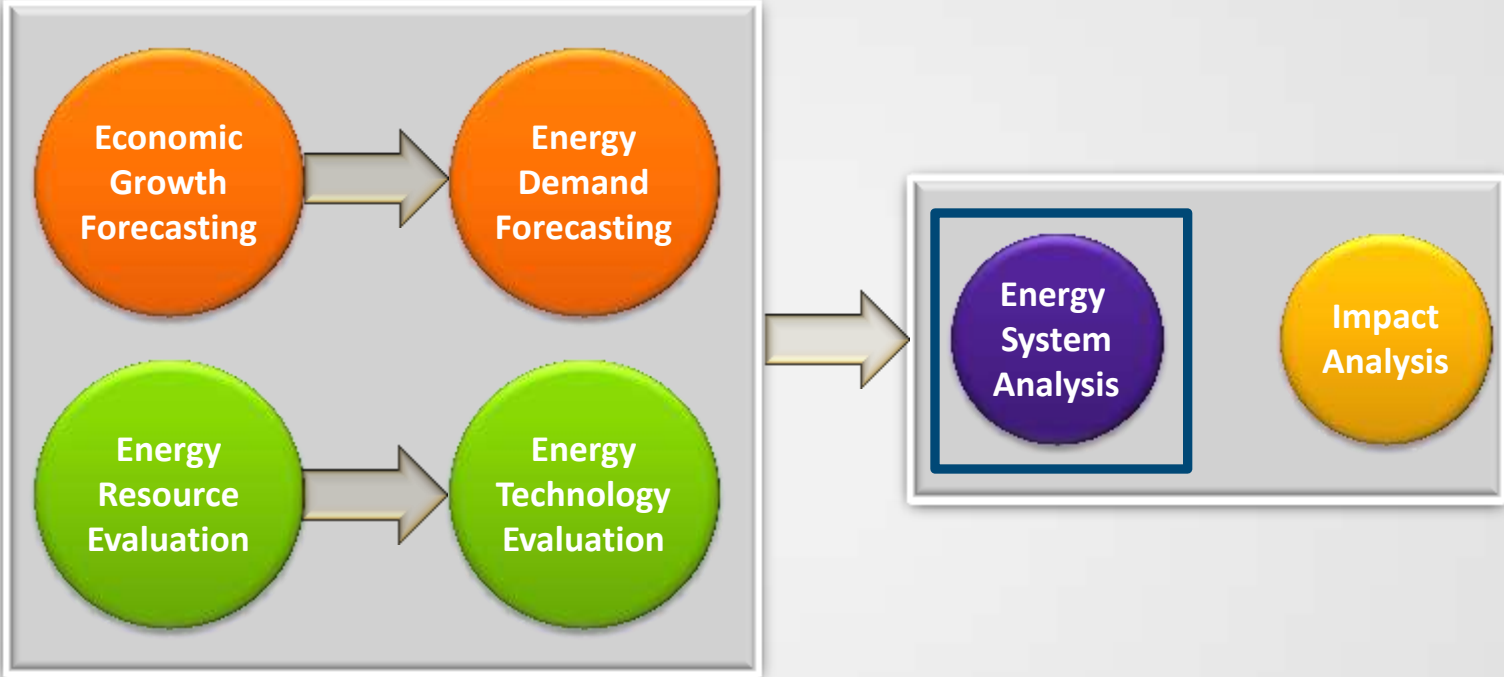 Economic
Growth
Forecasting
Energy
Demand
Forecasting
Energy
Resource
Evaluation
Energy
Technology
Evaluation
Energy
System
Analysis
Impact
Analysis